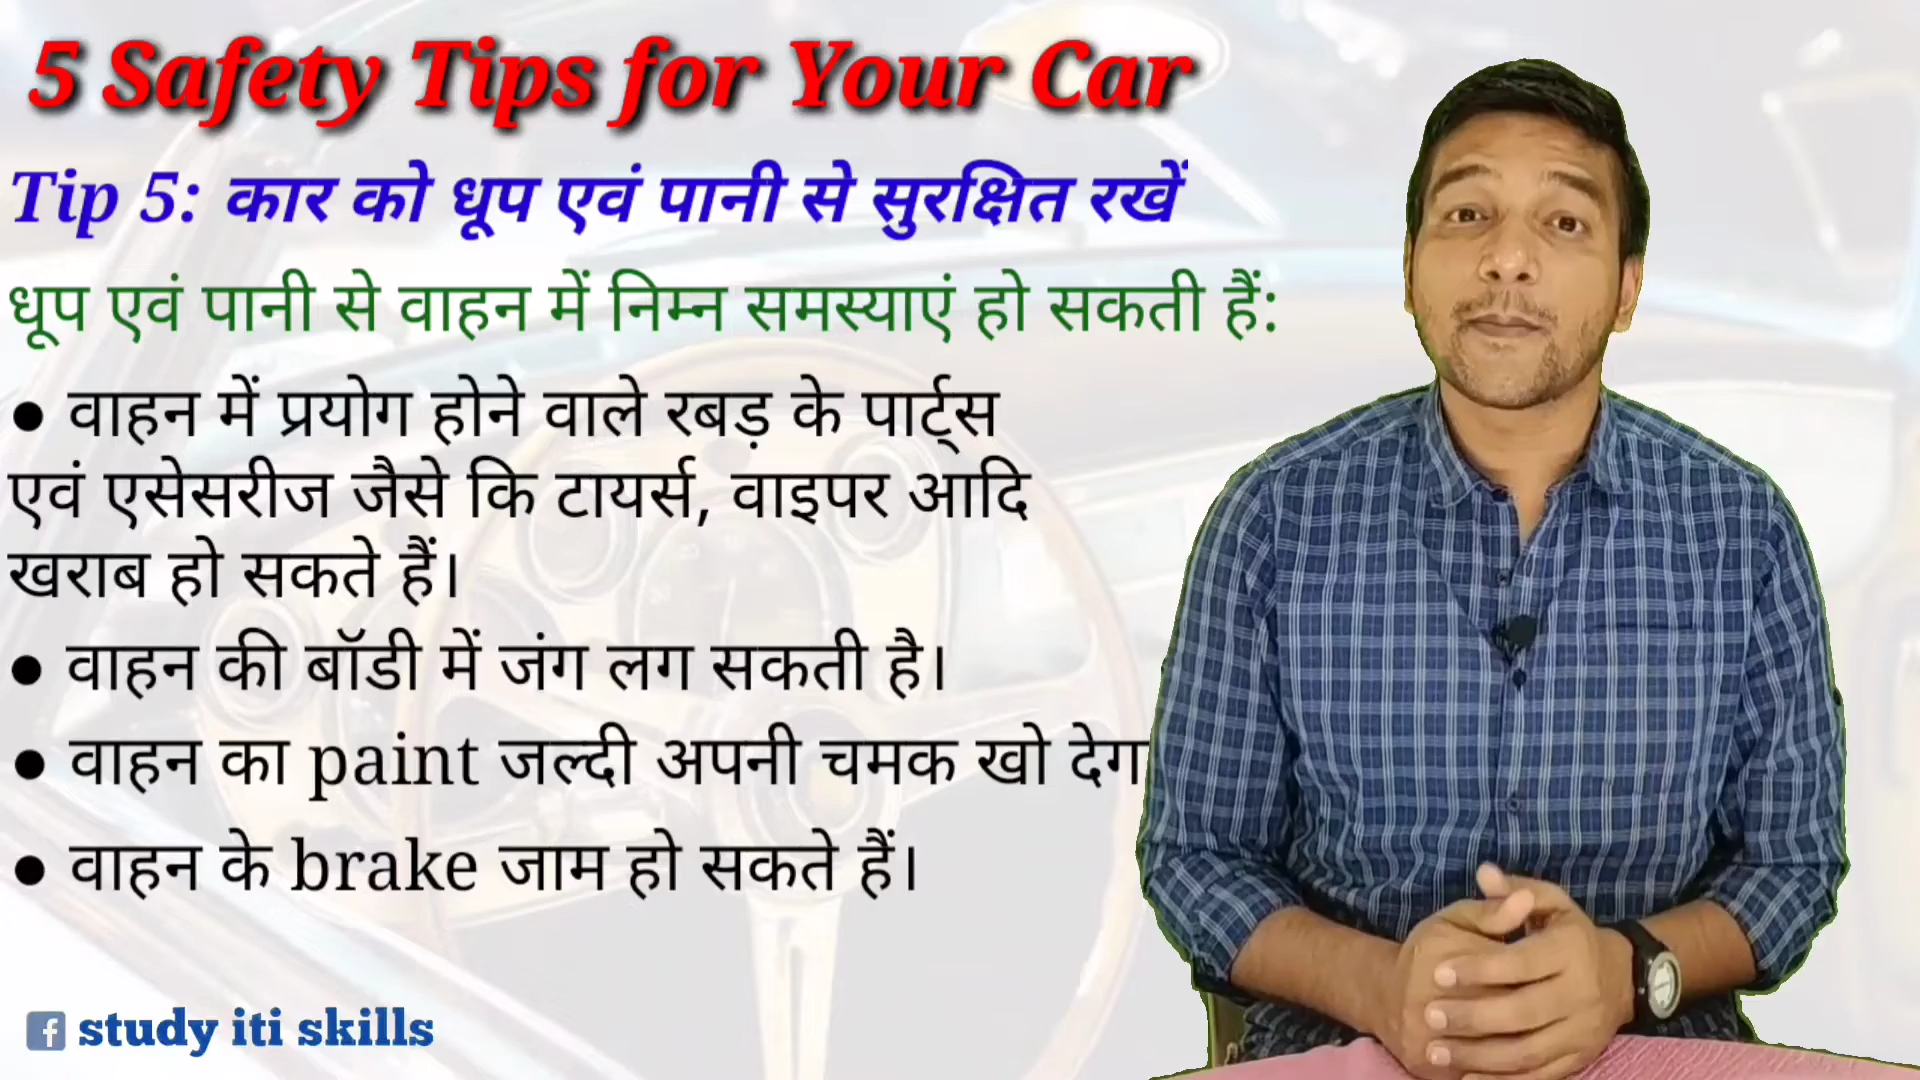 5 Safety Tips for Your Car
Tip 5: कार को धूप एवं पानी से सुरक्षित रखें
धूप एवं पानी से वाहन में निम्न समस्याएं हो सकती हैं:
● वाहन में प्रयोग होने वाले रबड़ के पार्ट्स
एवं एसेसरीज जैसे कि टायर्स, वाइपर आदि
खराब हो सकते हैं।
● वाहन की बॉडी में जंग लग सकती है।
● वाहन का paint जल्दी अपनी चमक खो देग
● वाहन के brake जाम हो सकते हैं।
study iti skills